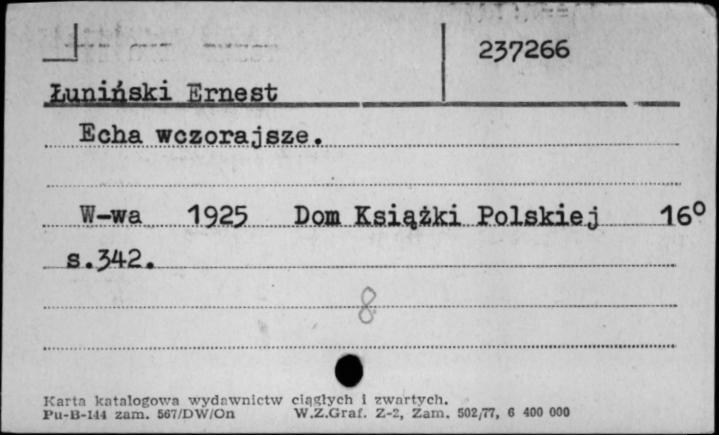 237266
Łuniński Ernest
Echa wczorajsze.
W-wa 1925 Dom Książki Polskiej 16°
s.342.
8
Karta katalogowa wydawnictw ciągłych i zwartych.
Pu-B-144 zam. 567/DW/On W.Z.Graf. Z-2, Zam. 502/77, 6 400 000